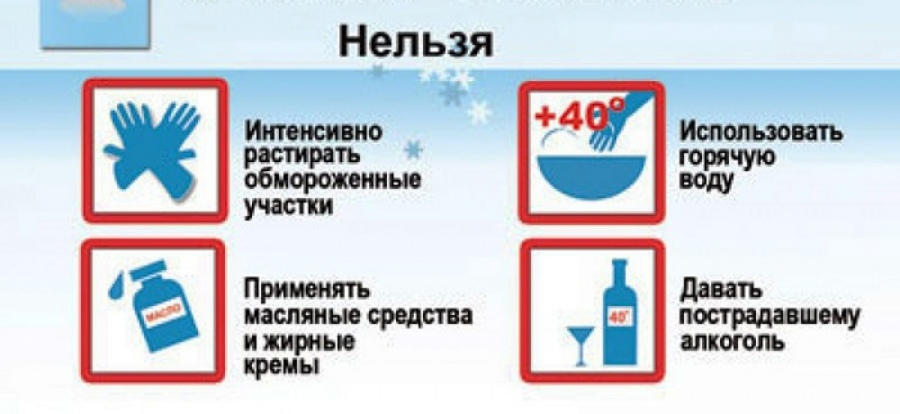 Нельзя
Интенсивно
растирать
обмороженные
участки
+40°
Использовать
горячую
воду
МАСЛО
Применять
масляные средства
и жирные
кремы
40°
Давать
пострадавшему
алкоголь